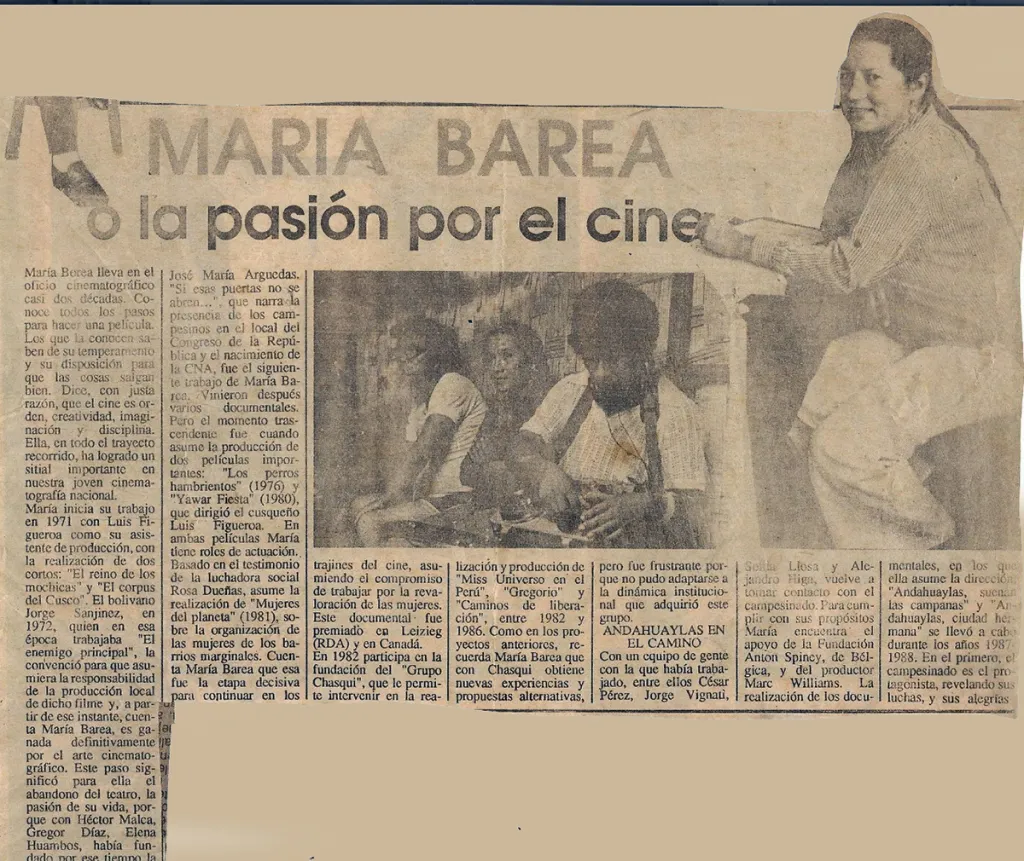 MARIA BAREA
o la pasión por el cine
María Barea lleva en el
oficio cinematográfico
casi dos décadas. Co-
noce todos los pasos
para hacer una película.
Los que la conocen sa-
ben de su temperamento
y su disposición para
que las cosas salgan
bien. Dice, con justa
razón, que el cine es or-
den, creatividad, imagi-
nación y disciplina.
Ella, en todo el trayecto
recorrido, ha logrado un
sitial importante en
nuestra joven cinema-
tografía nacional.
María inicia su trabajo
en 1971 con Luis Fi-
gueroa como su asis-
tente de producción, con
la realización de dos
cortos: "El reino de los
mochicas" y "El corpus
del Cusco". El bolivano
Jorge Sanjinez, en
1972, quien en esa
época trabajaba "El
enemigo principal", la
convenció para que asu-
miera la responsabilidad
de la producción local
de dicho filme y, a par-
tir de ese instante, cuen-
ta María Barea, es ga-
nada definitivamente
por el arte cinemato-
gráfico. Este paso sig-
nificó para ella el
abandono del teatro, la
pasión de su vida, por-
que con Héctor Malca,
Gregor Díaz, Elena
Huambos, había fun-
dado por ese tiempo la
José María Arguedas.
"Si esas puertas no se
abren...", que narra la
presencia de los cam-
pesinos en el local del
Congreso de la Repú-
blica y el nacimiento de
la CNA, fue el siguien-
te trabajo de María Ba-
rea. Vinieron después
varios documentales.
Pero el momento tras-
cendente fue cuando
asume la producción de
dos películas impor-
tantes: "Los perros
hambrientos" (1976) y
"Yawar Fiesta" (1980),
que dirigió el cusqueño
Luis Figueroa. En
ambas películas María
tiene roles de actuación.
Basado en el testimonio
de la luchadora social
Rosa Dueñas, asume la
realización de "Mujeres
del planeta" (1981), so-
bre la organización de
las mujeres de los ba-
rrios marginales. Cuen-
ta María Barea que esa
fue la etapa decisiva
para continuar en los
trajines del cine, asu-
miendo el compromiso
de trabajar por la reva-
loración de las mujeres.
Este documental fue
premiado en Leizieg
(RDA) y en Canadá.
En 1982 participa en la
fundación del "Grupo
Chasqui", que le permi-
te intervenir en la rea-
lización y producción de
"Miss Universo en el
Perú", "Gregorio" y
"Caminos de libera-
ción", entre 1982 y
1986. Como en los pro-
yectos anteriores, re-
cuerda María Barea que
con Chasqui obtiene
nuevas experiencias y
propuestas alternativas,
pero fue frustrante por-
que no pudo adaptarse a
la dinámica institucio-
nal que adquirió este
grupo.
ANDAHUAYLAS EN
EL CAMINO
Con un equipo de gente
con la que había traba-
jado, entre ellos César
Pérez, Jorge Vignati,
Llosa y Ale-
jandro Higa, vuelve a
tomar contacto con el
campesinado. Para cum-
plir con sus propósitos
María encuentra el
apoyo de la Fundación
Anton Spiney, de Bél-
gica, y del productor
Marc Williams. La
realización de los docu-
mentales, en los que
ella asume la dirección,
"Andahuaylas, suenan
las campanas" y "An-
dahuaylas, ciudad her-
mana" se llevó a cabo
durante los años 1987-
1988. En el primero, el
campesinado es el pro-
tagonista, revelando sus
luchas, y sus alegrías